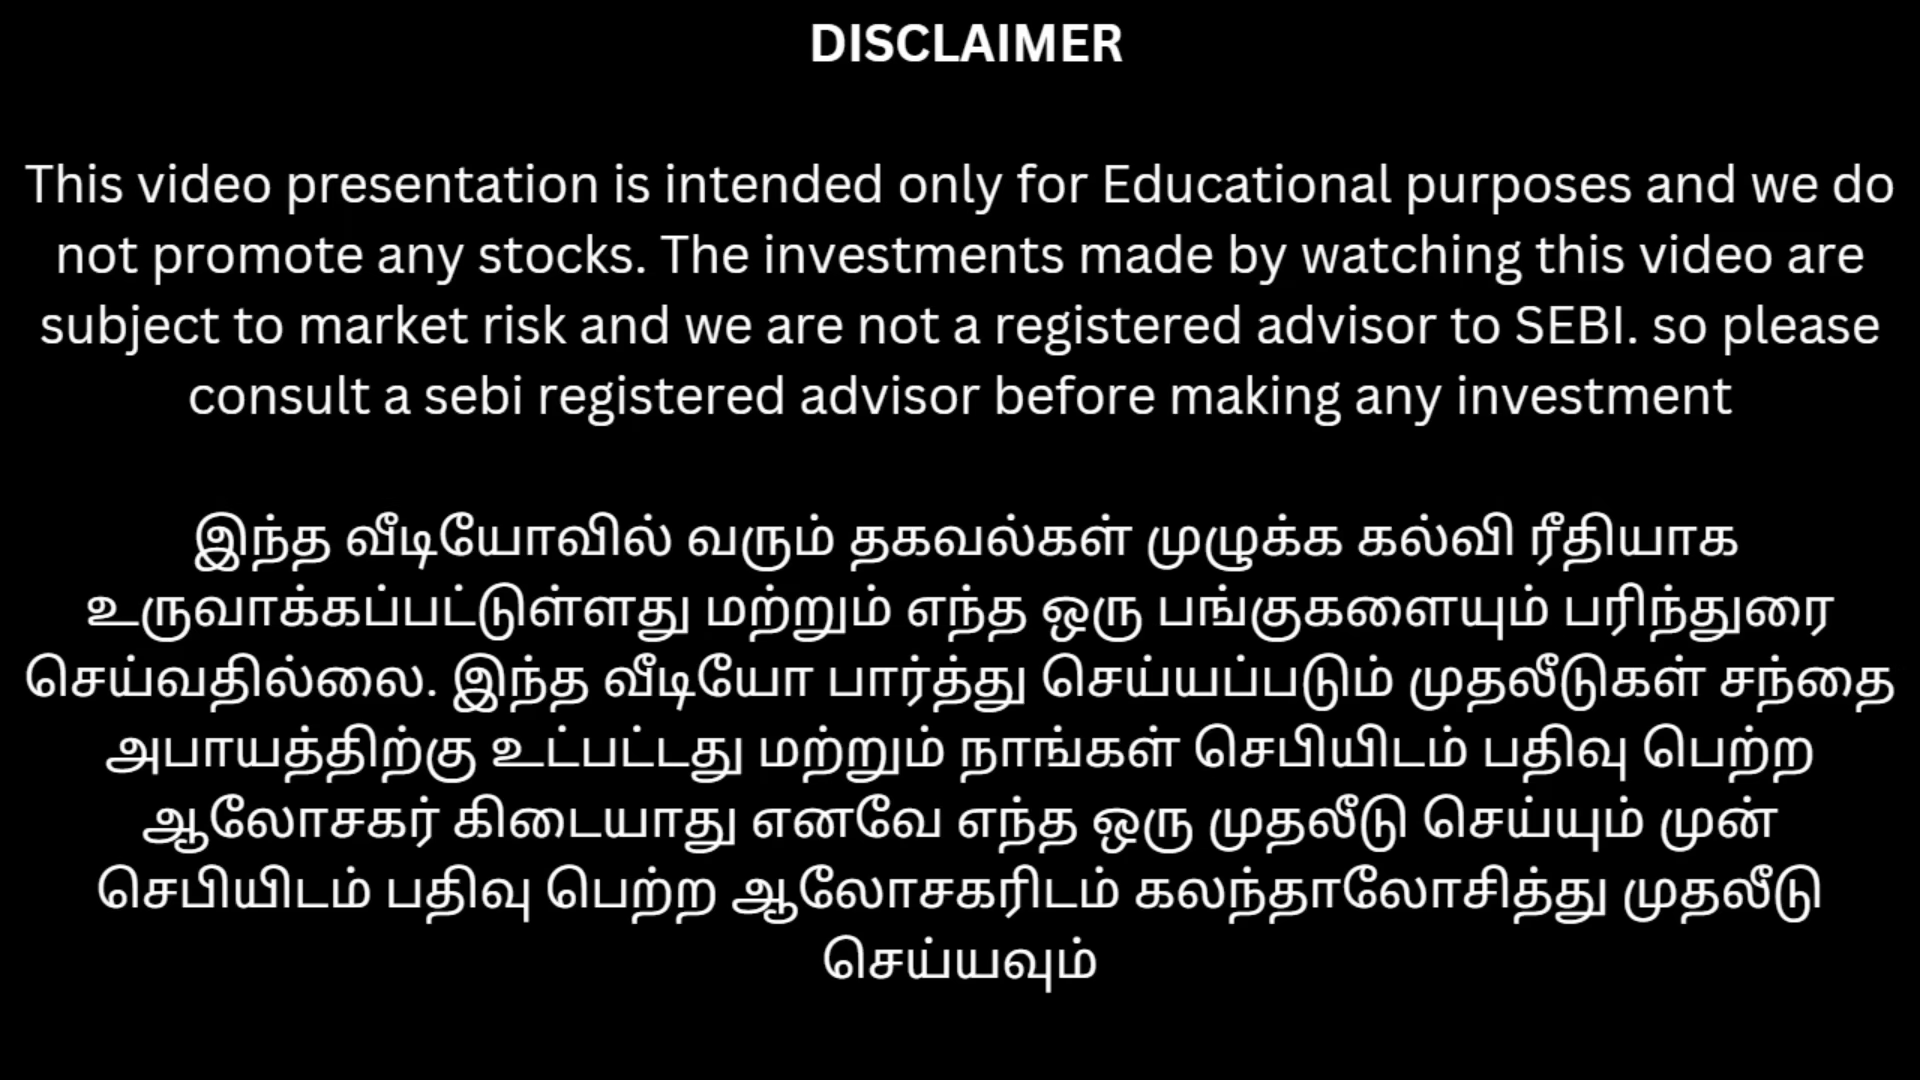 DISCLAIMER
This video presentation is intended only for Educational purposes and we do
not promote any stocks. The investments made by watching this video are
subject to market risk and we are not a registered advisor to SEBI. so please
consult a sebi registered advisor before making any investment
இந்த வீடியோவில் வரும் தகவல்கள் முழுக்க கல்வி ரீதியாக
உருவாக்கப்பட்டுள்ளது மற்றும் எந்த ஒரு பங்குகளையும் பரிந்துரை
செய்வதில்லை. இந்த வீடியோ பார்த்து செய்யப்படும் முதலீடுகள் சந்தை
அபாயத்திற்கு உட்பட்டது மற்றும் நாங்கள் செபியிடம் பதிவு பெற்ற
ஆலோசகர் கிடையாது எனவே எந்த ஒரு முதலீடு செய்யும் முன்
செபியிடம் பதிவு பெற்ற ஆலோசகரிடம் கலந்தாலோசித்து முதலீடு
செய்யவும்